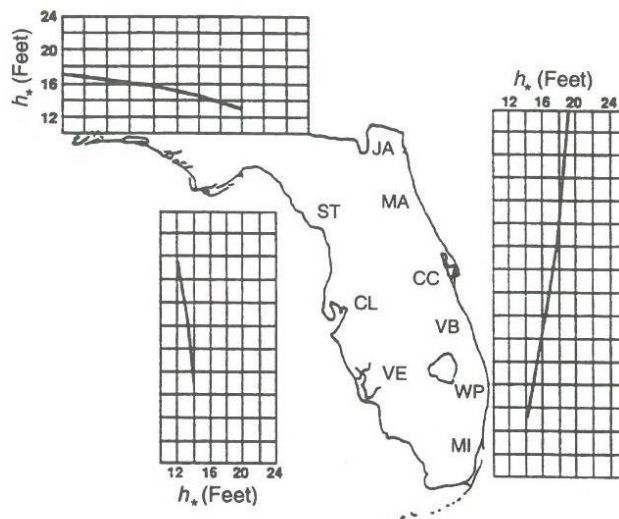 24
20
16
12
h* (Feet)
h* (Feet)
12 16 20 24
JA
ST
MA
CC
CL
VB
VE
WP
MI
12 16 20 24
h* (Feet)